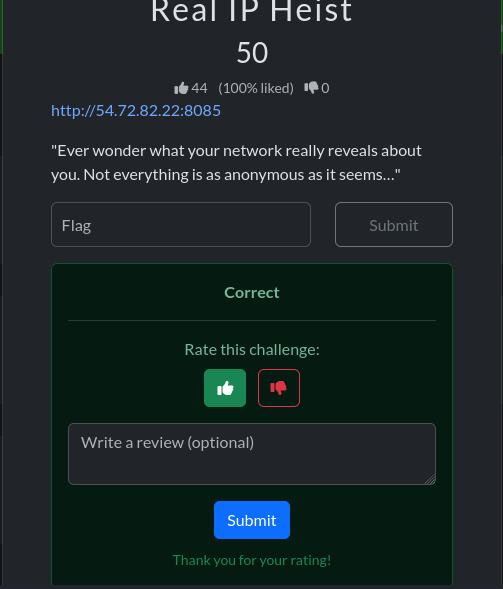 Real IP Heist
50
44 (100% liked) 0
http://54.72.82.22:8085
"Ever wonder what your network really reveals about
you. Not everything is as anonymous as it seems..."
Flag Submit
Correct
Rate this challenge:
Write a review (optional)
Submit
Thank you for your rating!